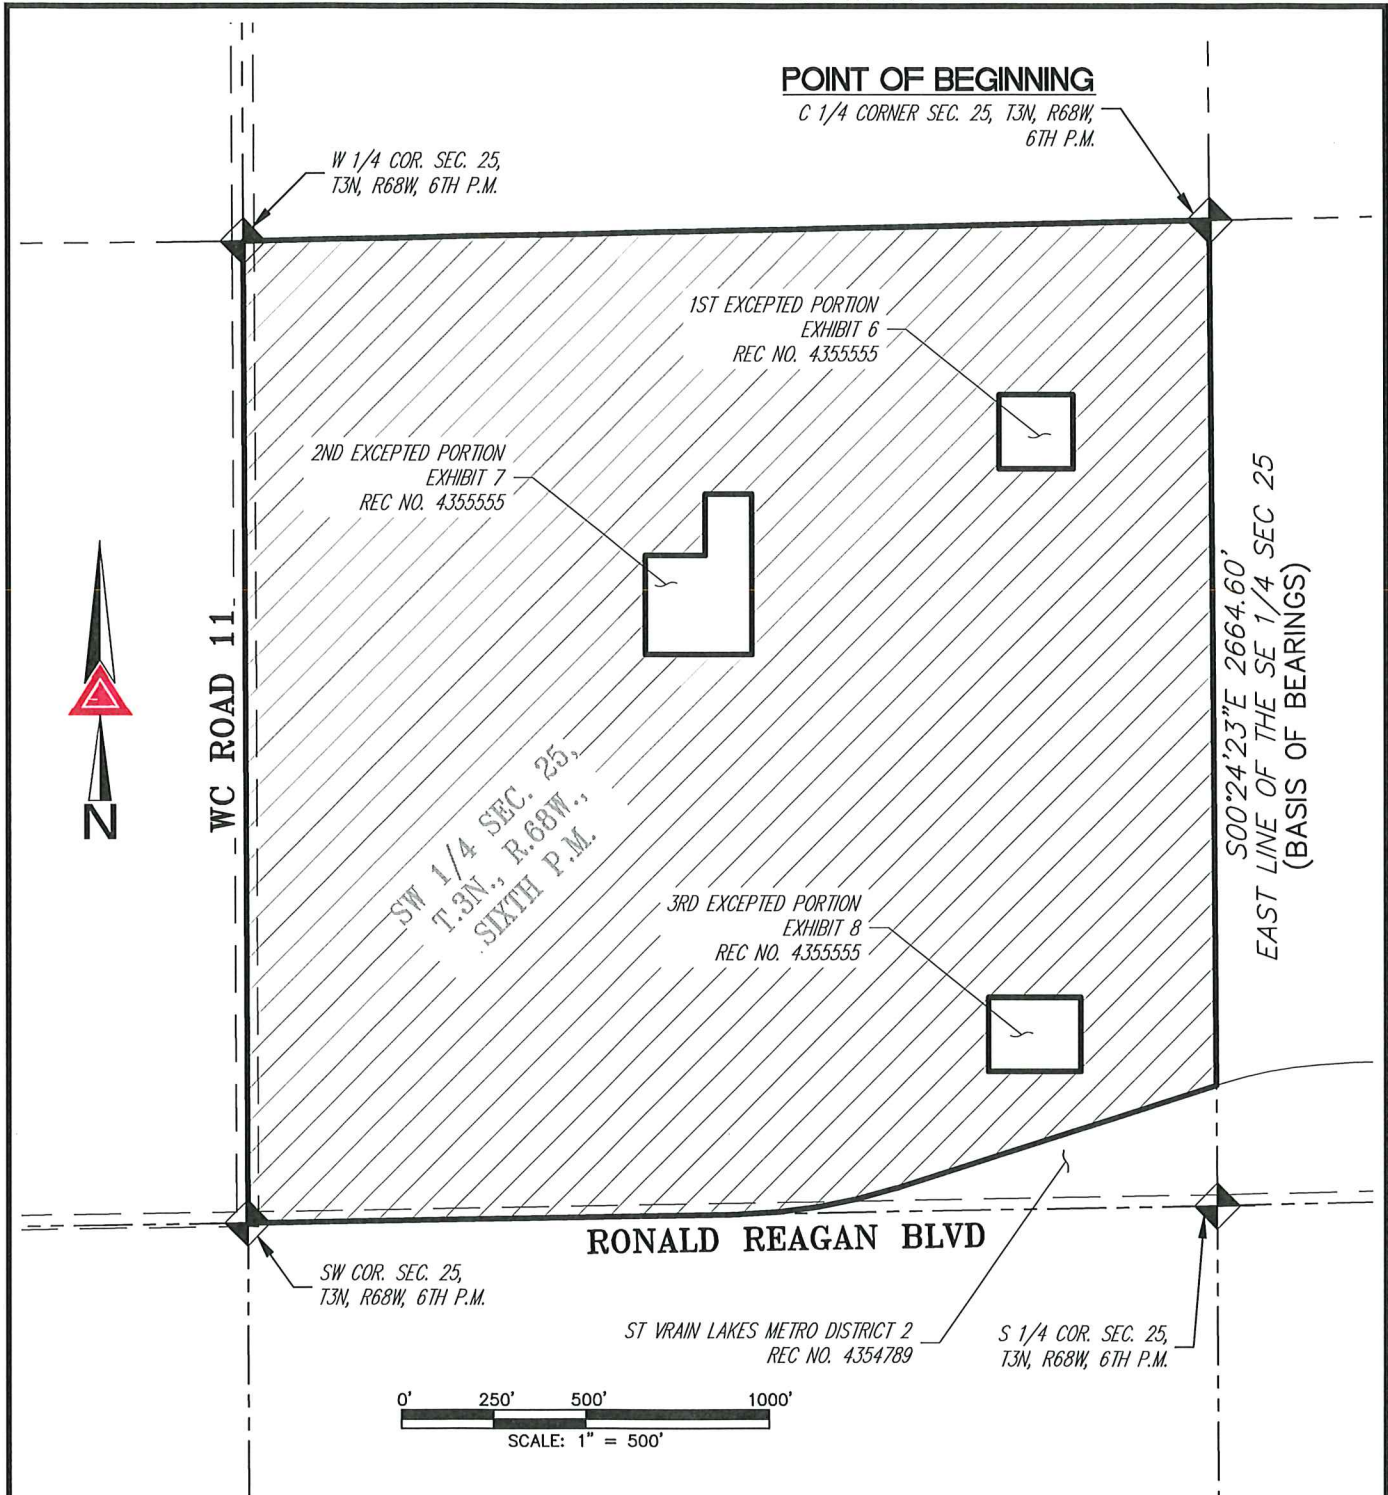 POINT OF BEGINNING
C 1/4 CORNER SEC. 25, T3N, R68W,
6TH P.M.
W 1/4 COR. SEC. 25,
T3N, R68W, 6TH P.M.
1ST EXCEPTED PORTION
EXHIBIT 6
REC NO. 4355555
2ND EXCEPTED PORTION
EXHIBIT 7
REC NO. 4355555
S00°24'23"E 2664.60'
EAST LINE OF THE SE 1/4 SEC 25
(BASIS OF BEARINGS)
WC ROAD 11
N
SW 1/4 SEC. 25,
T.3N., R.68W.,
SIXTH P.M.
3RD EXCEPTED PORTION
EXHIBIT 8
REC NO. 4355555
RONALD REAGAN BLVD
SW COR. SEC. 25,
T3N, R68W, 6TH P.M.
ST VRAIN LAKES METRO DISTRICT 2
REC NO. 4354789
S 1/4 COR. SEC. 25,
T3N, R68W, 6TH P.M.
0' 250' 500' 1000'
SCALE: 1" = 500'